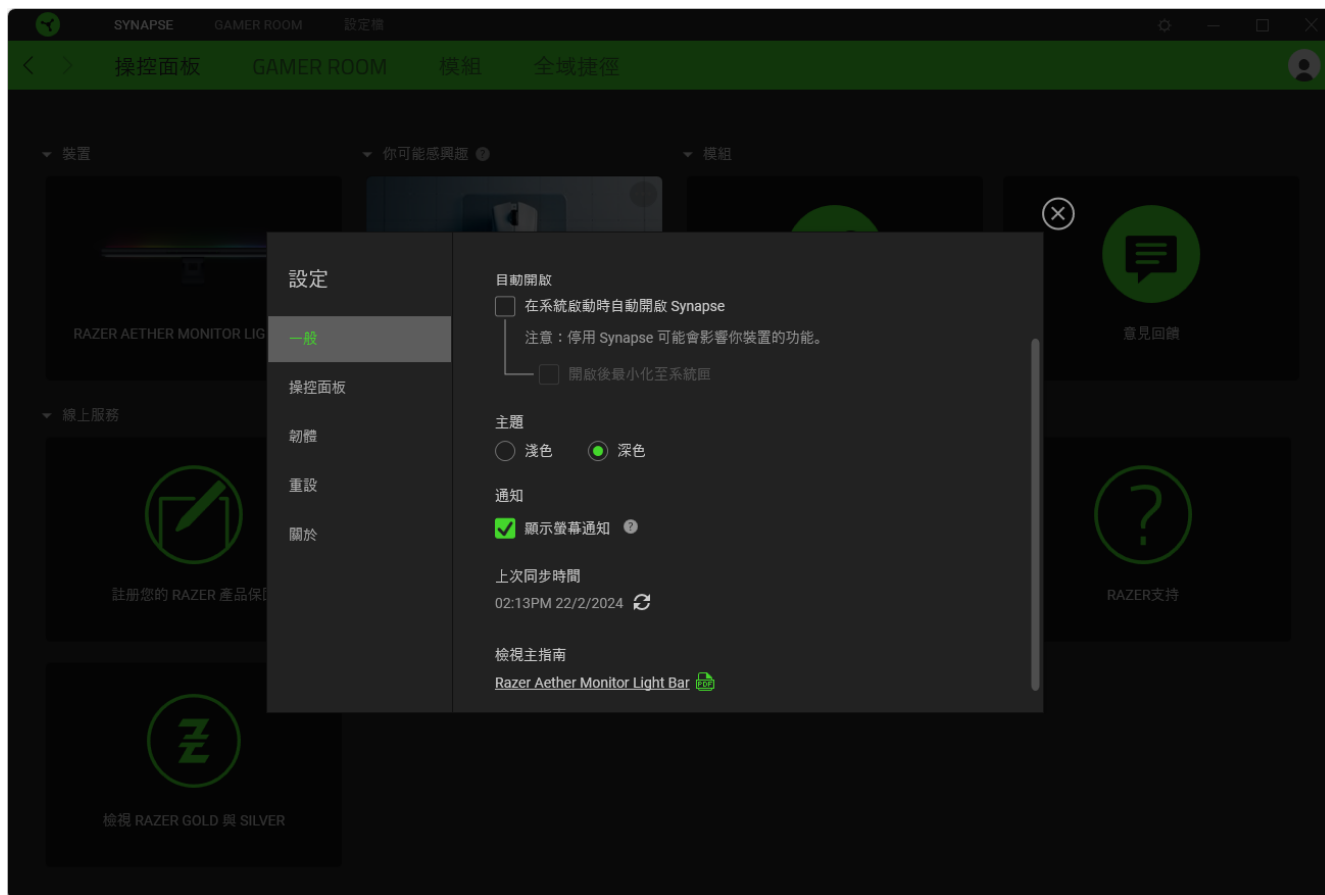 SYNAPSE
GAMER ROOM
設定檔
操控面板
GAMER ROOM
模組
全域捷徑
裝置
你可能感興趣
模組
RAZER AETHER MONITOR LIG
意見回饋
線上服務
註册您的 RAZER 產品保
RAZER支持
檢視 RAZER GOLD 與 SILVER
設定
一般
操控面板
韌體
重設
關於
自動開啟
在系統啟動時自動開啟 Synapse
注意：停用 Synapse 可能會影響你裝置的功能。
開啟後最小化至系統匣
主題
淺色
深色
通知
顯示螢幕通知
上次同步時間
02:13PM 22/2/2024
檢視主指南
Razer Aether Monitor Light Bar
PDF